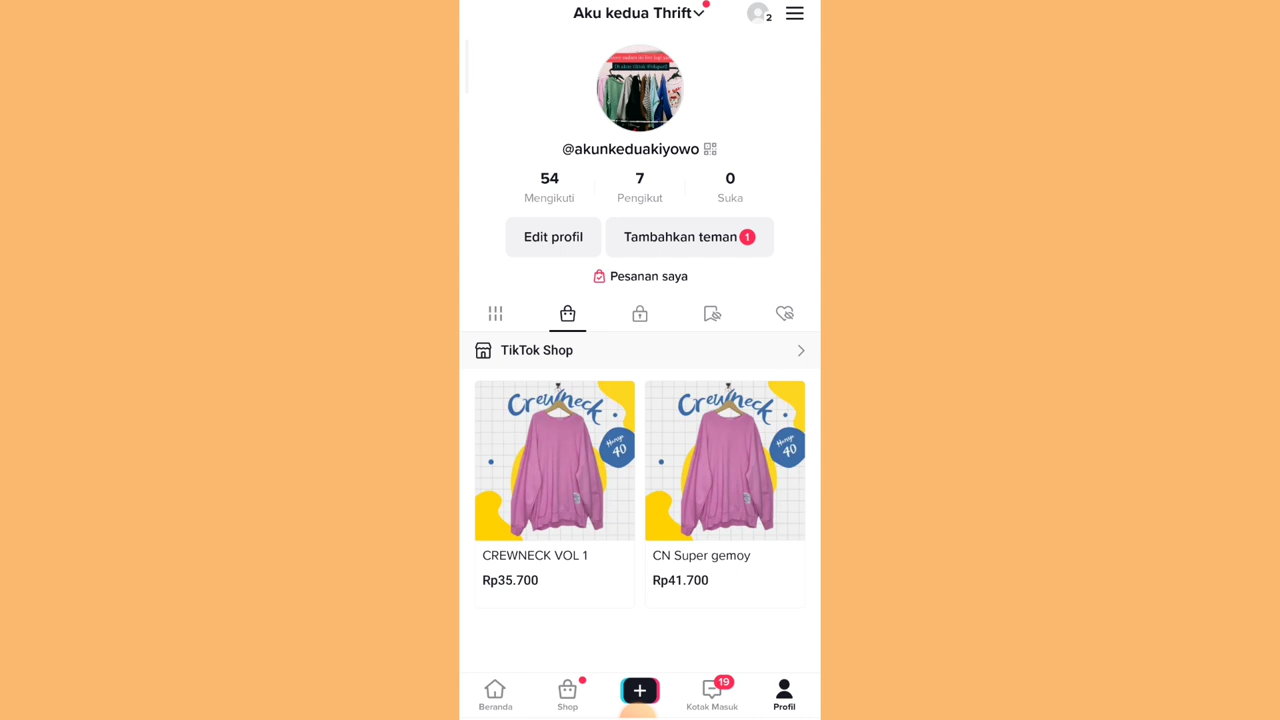 Aku kedua Thrift
2
@akunkeduakiyowo
54 7 0
Mengikuti Pengikut Suka
Edit profil Tambahkan teman 1
Pesanan saya
TikTok Shop
Crewneck Crewneck
Harga 40 Harga 40
CREWNECK VOL 1 CN Super gemoy
Rp35.700 Rp41.700
19
Beranda Shop Kotak Masuk Profil